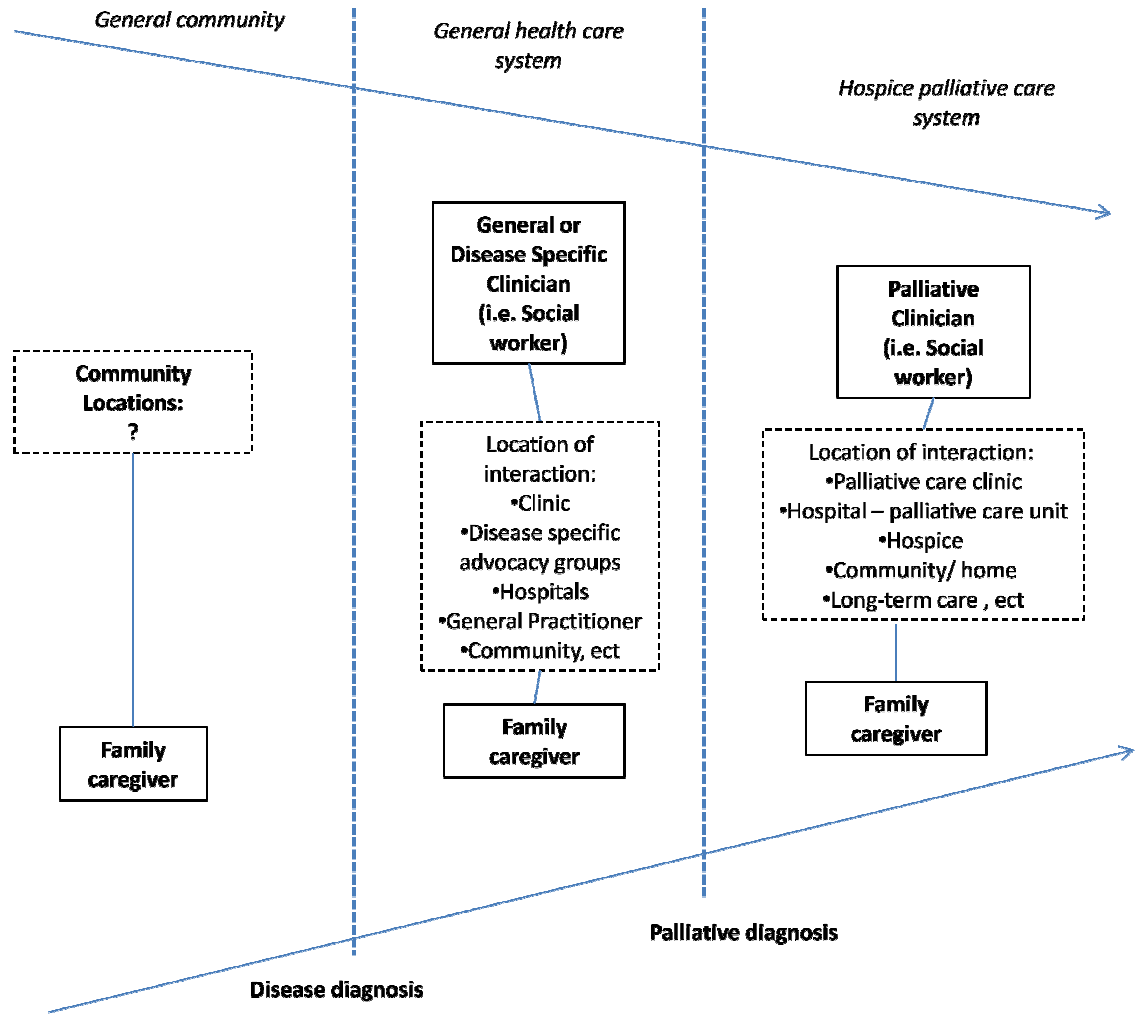 General community
General health care
system
Hospice palliative care
system
Community
Locations:
?
Family
caregiver
General or
Disease Specific
Clinician
(i.e. Social
worker)
Location of
interaction:
•Clinic
•Disease specific
advocacy groups
•Hospitals
•General Practitioner
•Community, ect
Family
caregiver
Palliative
Clinician
(i.e. Social
worker)
Location of interaction:
•Palliative care clinic
•Hospital – palliative care unit
•Hospice
•Community/ home
•Long-term care , ect
Family
caregiver
Disease diagnosis
Palliative diagnosis